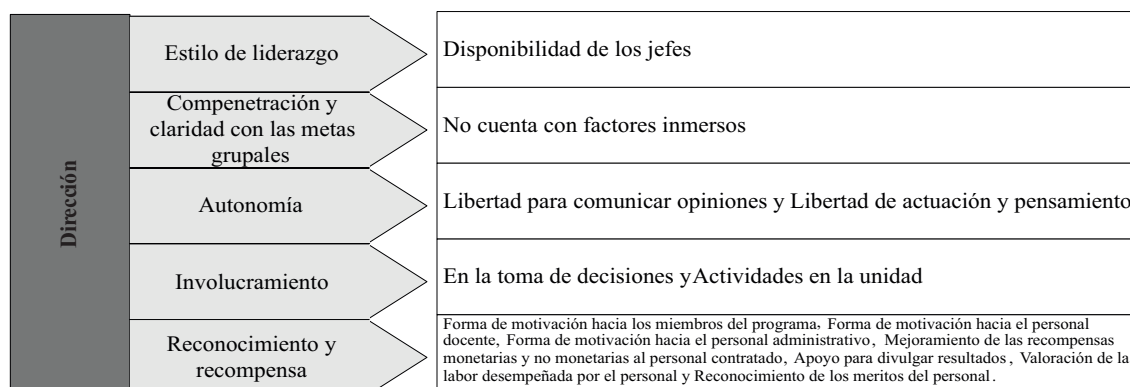 Dirección
Estilo de liderazgo
Disponibilidad de los jefes
Compenetración y
claridad con las metas
grupales
No cuenta con factores inmersos
Autonomía
Libertad para comunicar opiniones y Libertad de actuación y pensamiento
Involucramiento
En la toma de decisiones yActividades en la unidad
Reconocimiento y
recompensa
Forma de motivación hacia los miembros del programa, Forma de motivación hacia el personal
docente, Forma de motivación hacia el personal administrativo, Mejoramiento de las recompensas
monetarias y no monetarias al personal contratado, Apoyo para divulgar resultados, Valoración de la
labor desempeñada por el personal y Reconocimiento de los meritos del personal.